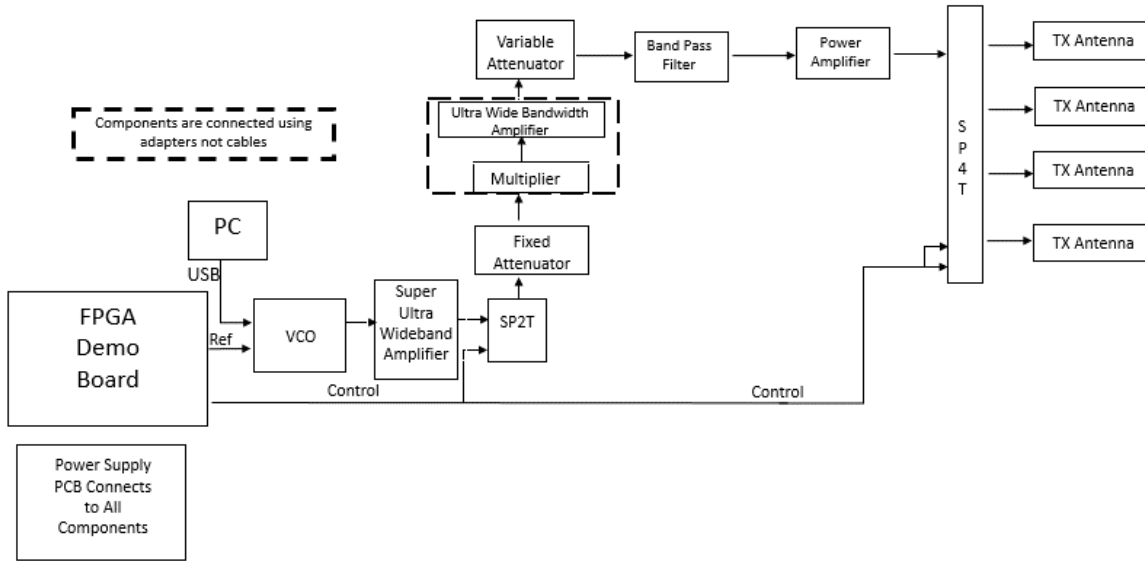 Variable
Attenuator
Band Pass
Filter
Power
Amplifier
TX Antenna
Components are connected using
adapters not cables
Ultra Wide Bandwidth
Amplifier
TX Antenna
S
P
4
T
Multiplier
TX Antenna
PC
Fixed
Attenuator
TX Antenna
USB
FPGA
Demo
Board
Ref
VCO
Super
Ultra
Wideband
Amplifier
SP2T
Control
Control
Power Supply
PCB Connects
to All
Components